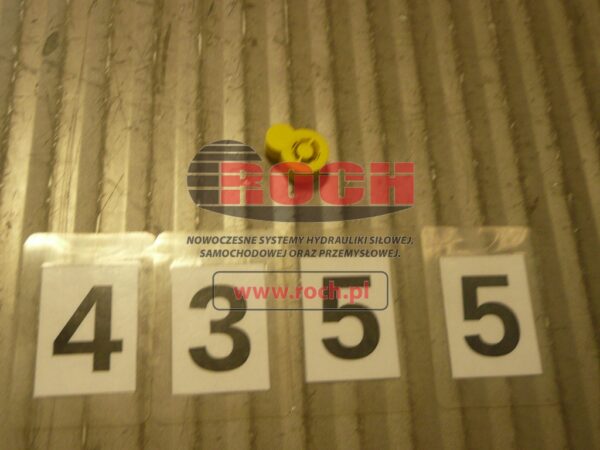 ROCH
NOWOCZESNE SYSTEMY HYDRAULIKI SIŁOWEJ,
SAMOCHODOWEJ ORAZ PRZEMYSŁOWEJ.
www.roch.pl
4 3 5 5